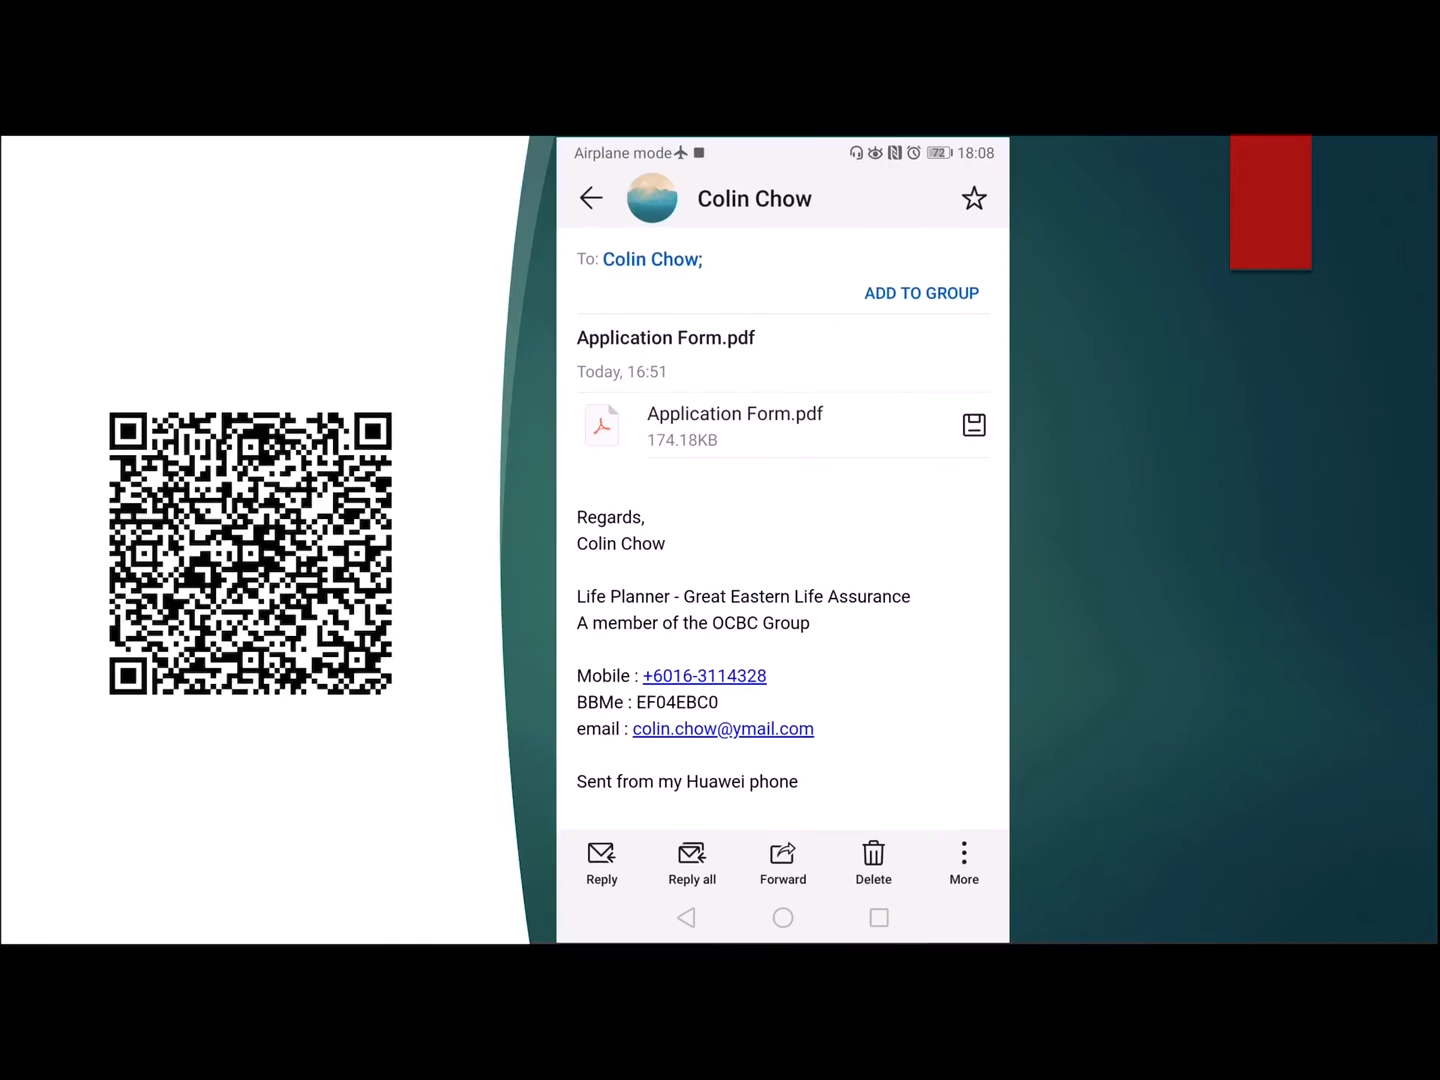 Airplane mode
72 18:08
Colin Chow
To: Colin Chow;
ADD TO GROUP
Application Form.pdf
Today, 16:51
Application Form.pdf
174.18KB
Regards,
Colin Chow
Life Planner - Great Eastern Life Assurance
A member of the OCBC Group
Mobile : +6016-3114328
BBMe : EF04EBC0
email : colin.chow@ymail.com
Sent from my Huawei phone
Reply
Reply all
Forward
Delete
More